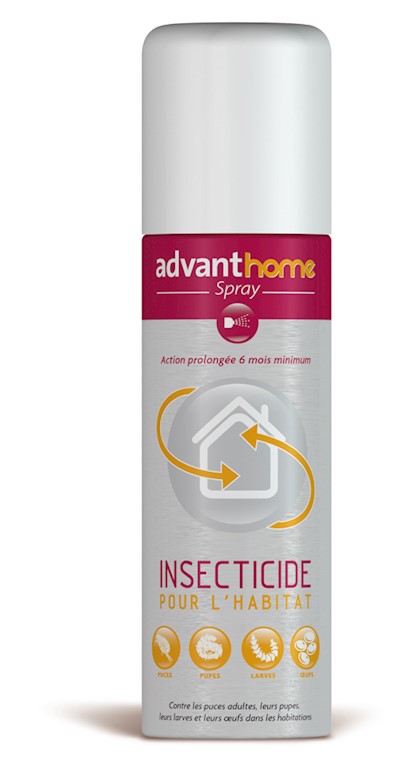 advanthome
Spray
Action prolongée 6 mois minimum
INSECTICIDE
POUR L'HABITAT
PUCES PUPES LARVES ŒUFS
Contre les puces adultes, leurs pupes,
leurs larves et leurs œufs dans les habitations